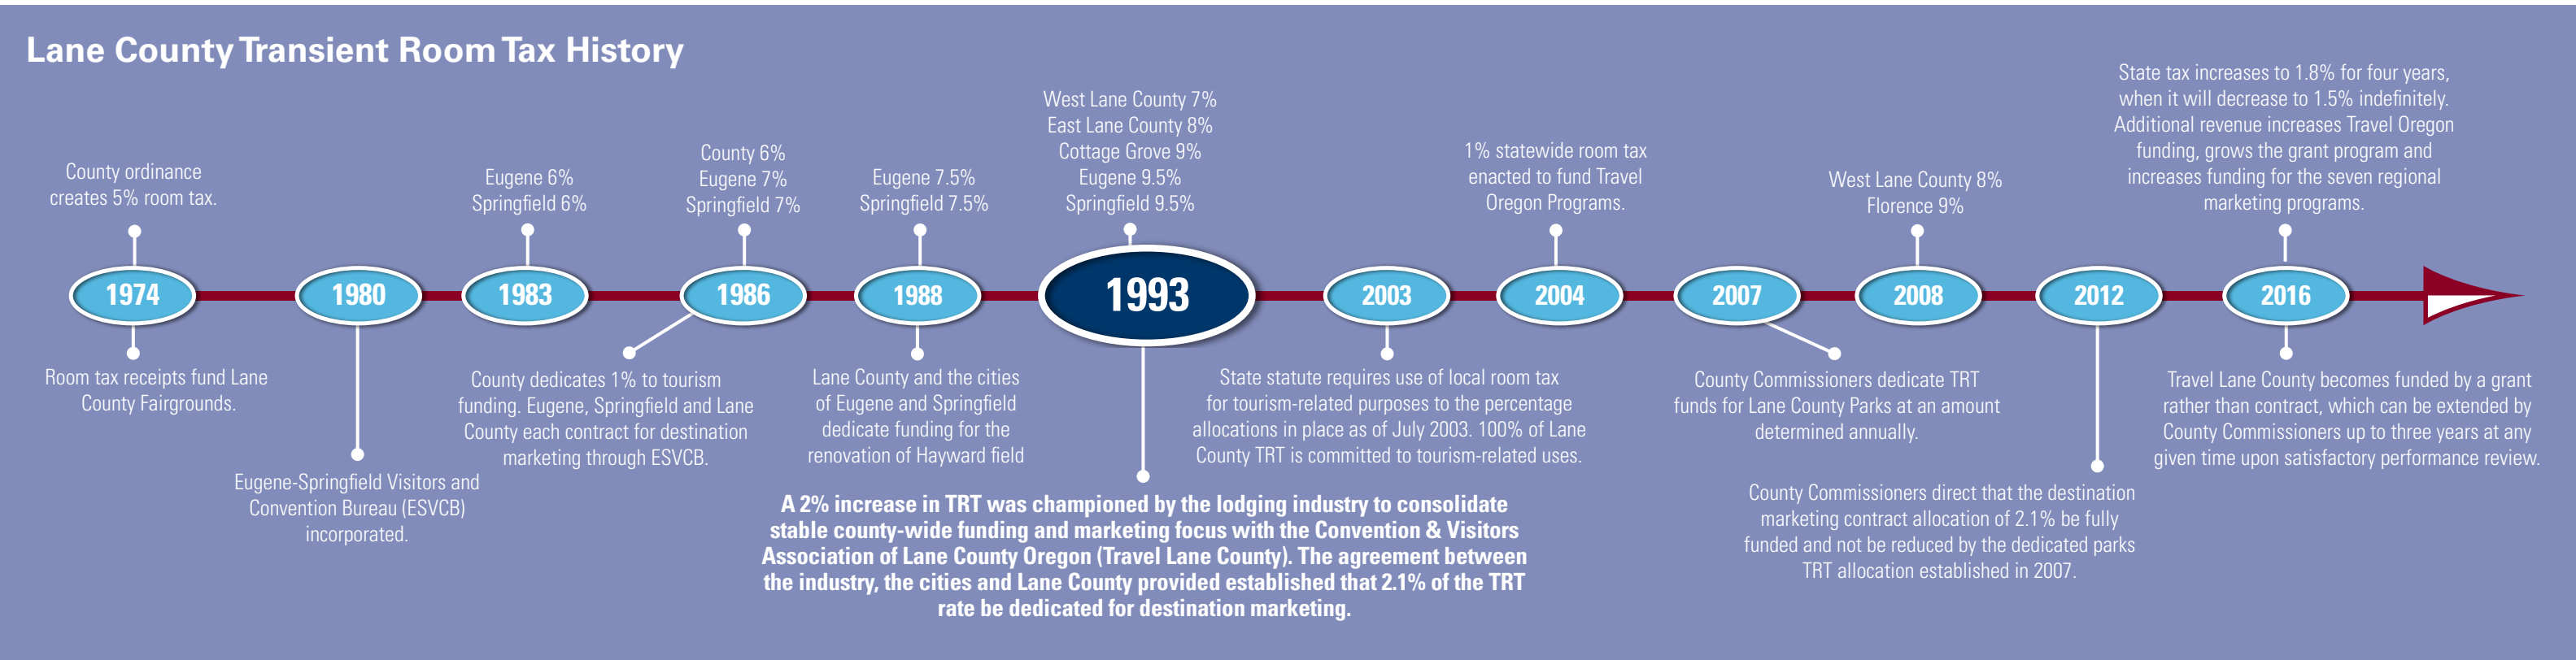 Lane County Transient Room Tax History
County ordinance
creates 5% room tax.
1974
Room tax receipts fund Lane
County Fairgrounds.
1980
Eugene-Springfield Visitors and
Convention Bureau (ESVCB)
incorporated.
Eugene 6%
Springfield 6%
1983
County 6%
Eugene 7%
Springfield 7%
1986
County dedicates 1% to tourism
funding. Eugene, Springfield and Lane
County each contract for destination
marketing through ESVCB.
Eugene 7.5%
Springfield 7.5%
1988
Lane County and the cities
of Eugene and Springfield
dedicate funding for the
renovation of Hayward field
West Lane County 7%
East Lane County 8%
Cottage Grove 9%
Eugene 9.5%
Springfield 9.5%
1993
A 2% increase in TRT was championed by the lodging industry to consolidate
stable county-wide funding and marketing focus with the Convention & Visitors
Association of Lane County Oregon (Travel Lane County). The agreement between
the industry, the cities and Lane County provided established that 2.1% of the TRT
rate be dedicated for destination marketing.
2003
State statute requires use of local room tax
for tourism-related purposes to the percentage
allocations in place as of July 2003. 100% of Lane
County TRT is committed to tourism-related uses.
1% statewide room tax
enacted to fund Travel
Oregon Programs.
2004
2007
County Commissioners dedicate TRT
funds for Lane County Parks at an amount
determined annually.
West Lane County 8%
Florence 9%
2008
2012
County Commissioners direct that the destination
marketing contract allocation of 2.1% be fully
funded and not be reduced by the dedicated parks
TRT allocation established in 2007.
State tax increases to 1.8% for four years,
when it will decrease to 1.5% indefinitely.
Additional revenue increases Travel Oregon
funding, grows the grant program and
increases funding for the seven regional
marketing programs.
2016
Travel Lane County becomes funded by a grant
rather than contract, which can be extended by
County Commissioners up to three years at any
given time upon satisfactory performance review.